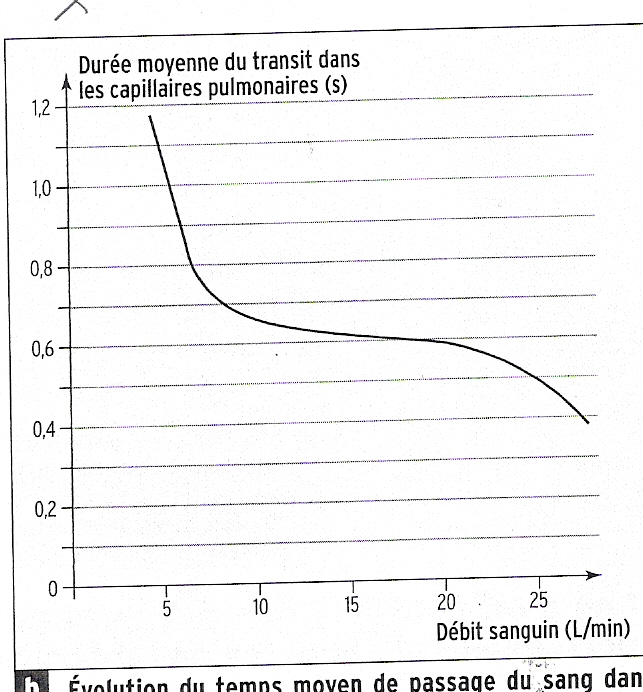 Durée moyenne du transit dans
les capillaires pulmonaires (s)
1,2
1,0
0,8
0,6
0,4
0,2
0
5 10 15 20 25
Débit sanguin (L/min)
b Évolution du temps moyen de passage du sang dan